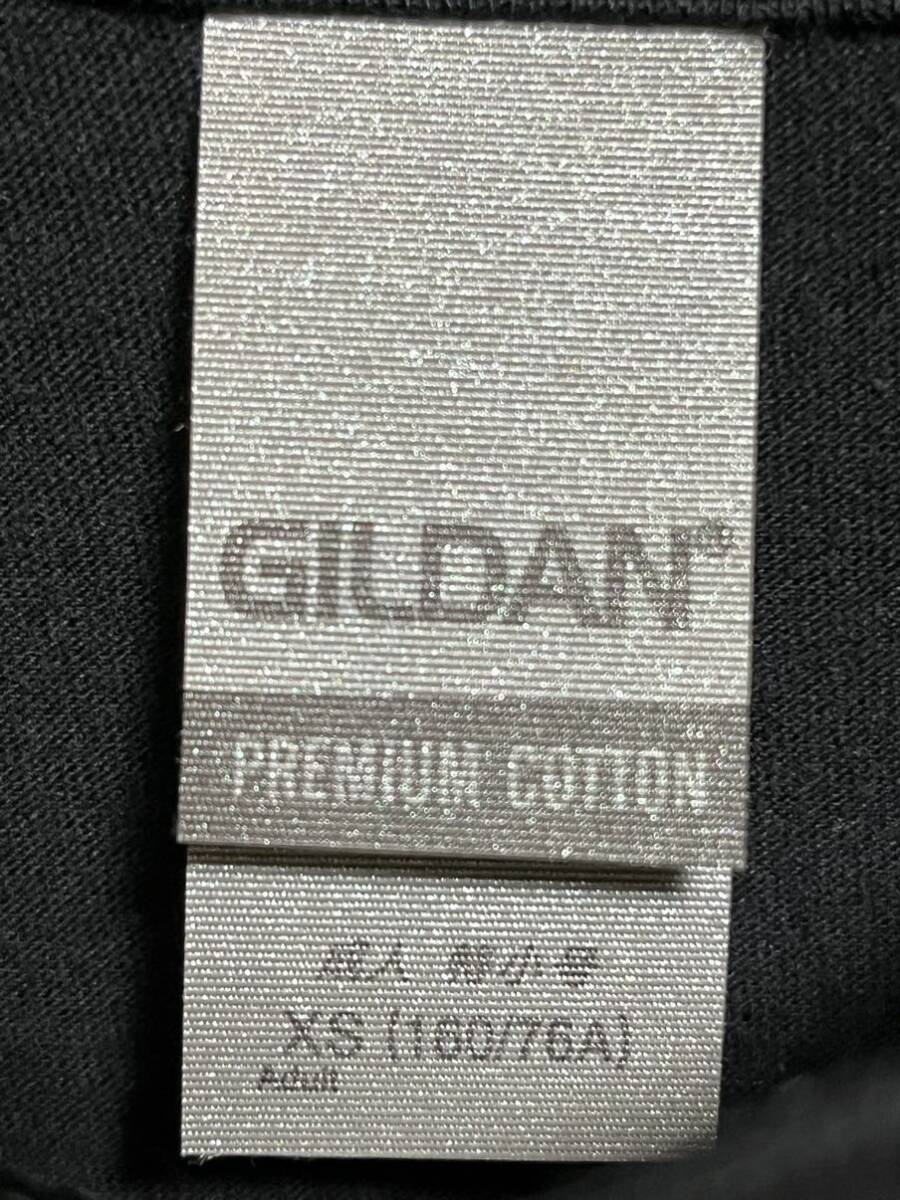 GILDAN®
PREMIUM COTTON
成人 特小号
XS (160/76A)
Adult